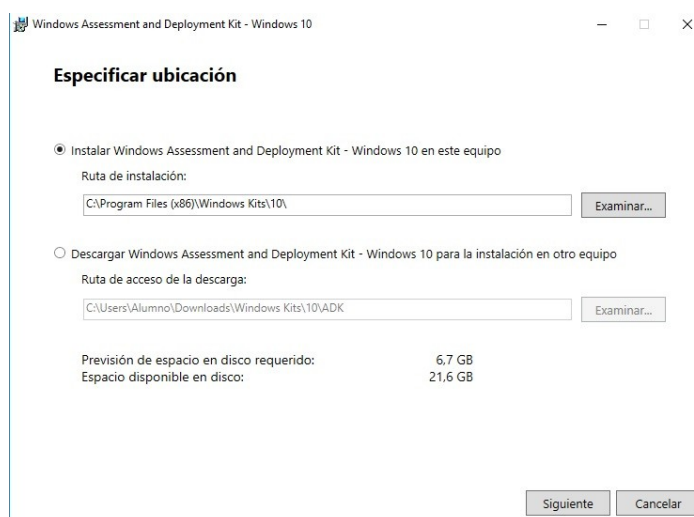 Windows Assessment and Deployment Kit - Windows 10
Especificar ubicación
Instalar Windows Assessment and Deployment Kit - Windows 10 en este equipo
Ruta de instalación:
C:\Program Files (x86)\Windows Kits\10\
Examinar...
Descargar Windows Assessment and Deployment Kit - Windows 10 para la instalación en otro equipo
Ruta de acceso de la descarga:
C:\Users\Alumno\Downloads\Windows Kits\10\ADK
Examinar...
Previsión de espacio en disco requerido: 6,7 GB
Espacio disponible en disco: 21,6 GB
Siguiente
Cancelar